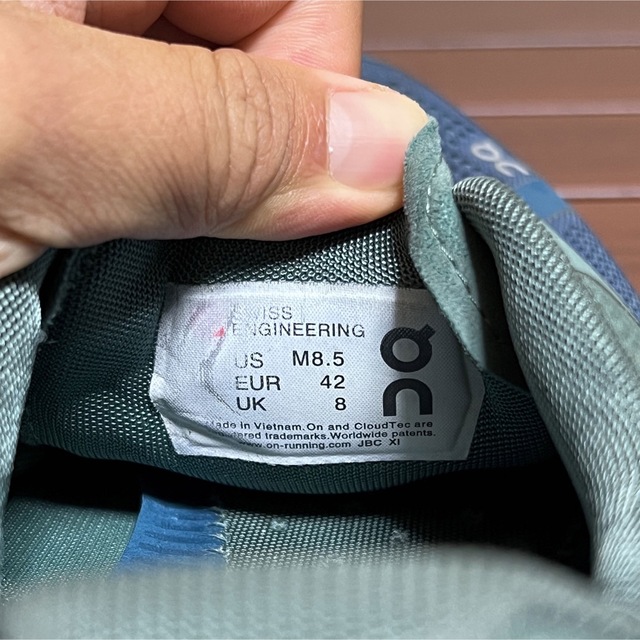 SWISS
ENGINEERING
US M8.5
EUR 42
UK 8
Made in Vietnam. On and CloudTec are
registered trademarks. Worldwide patents.
www.on-running.com JBC XI